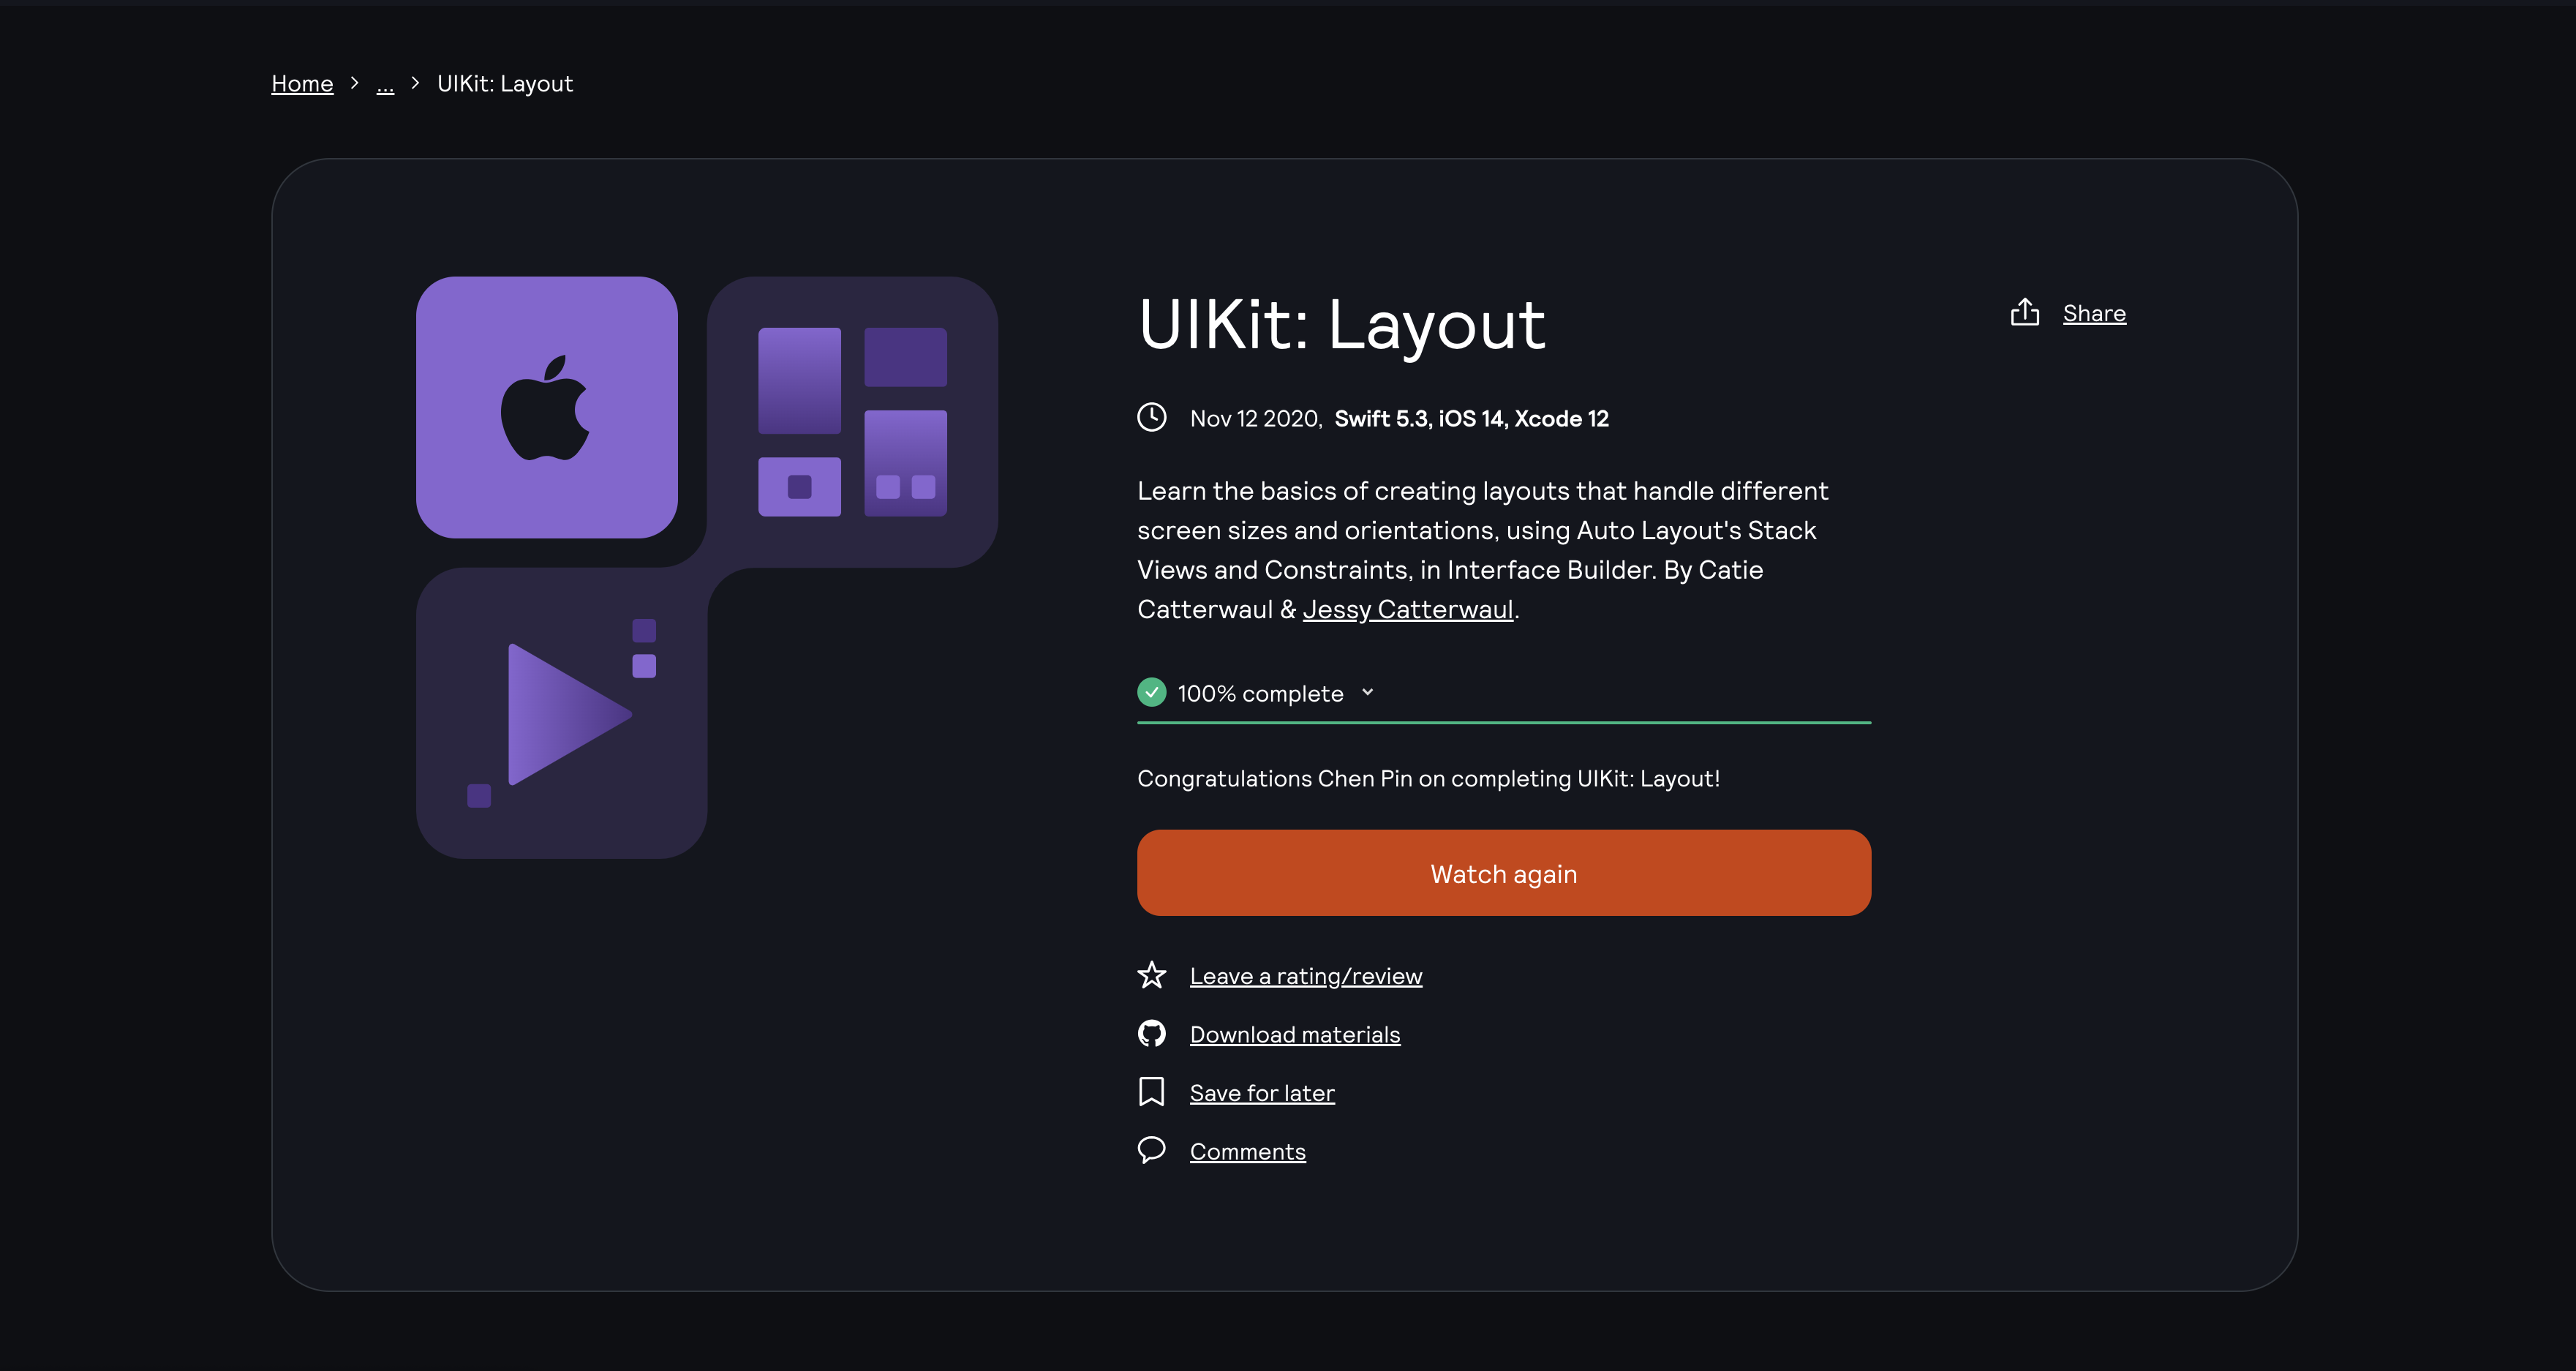 Home > ... > UIKit: Layout
UIKit: Layout
Share
Nov 12 2020, Swift 5.3, iOS 14, Xcode 12
Learn the basics of creating layouts that handle different
screen sizes and orientations, using Auto Layout's Stack
Views and Constraints, in Interface Builder. By Catie
Catterwaul & Jessy Catterwaul.
100% complete
Congratulations Chen Pin on completing UIKit: Layout!
Watch again
Leave a rating/review
Download materials
Save for later
Comments